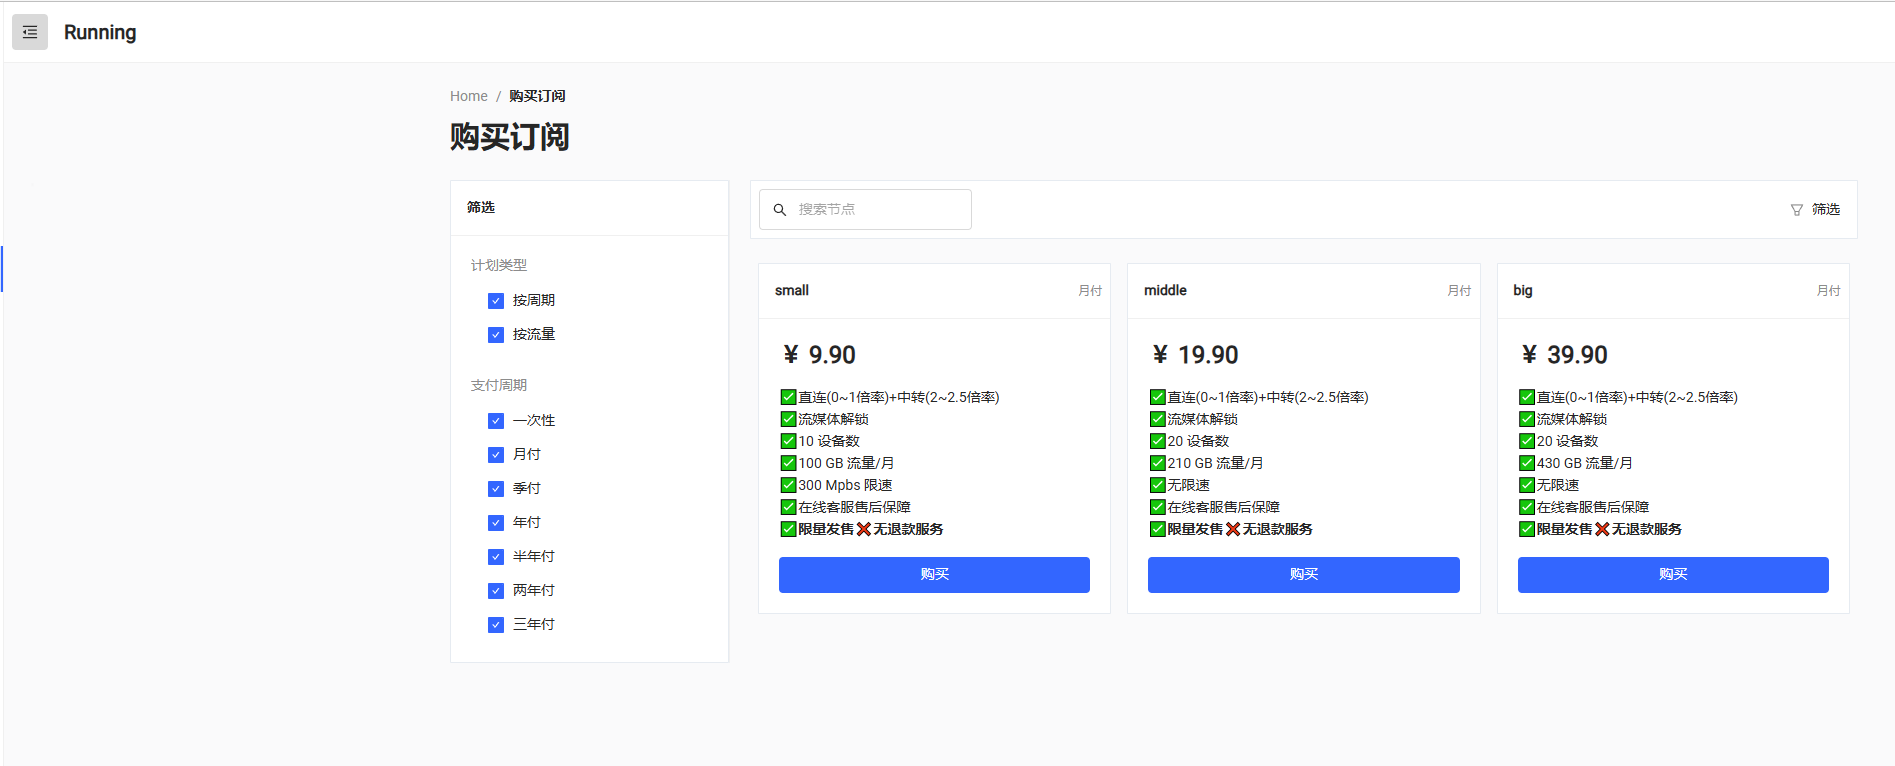 Running
Home / 购买订阅
购买订阅
筛选
计划类型
按周期
按流量
支付周期
一次性
月付
季付
年付
半年付
两年付
三年付
搜索节点
筛选
small 月付
¥ 9.90
✅直连(0~1倍率)+中转(2~2.5倍率)
✅流媒体解锁
✅10 设备数
✅100 GB 流量/月
✅300 Mpbs 限速
✅在线客服售后保障
✅限量发售❌无退款服务
购买
middle 月付
¥ 19.90
✅直连(0~1倍率)+中转(2~2.5倍率)
✅流媒体解锁
✅20 设备数
✅210 GB 流量/月
✅无限速
✅在线客服售后保障
✅限量发售❌无退款服务
购买
big 月付
¥ 39.90
✅直连(0~1倍率)+中转(2~2.5倍率)
✅流媒体解锁
✅20 设备数
✅430 GB 流量/月
✅无限速
✅在线客服售后保障
✅限量发售❌无退款服务
购买